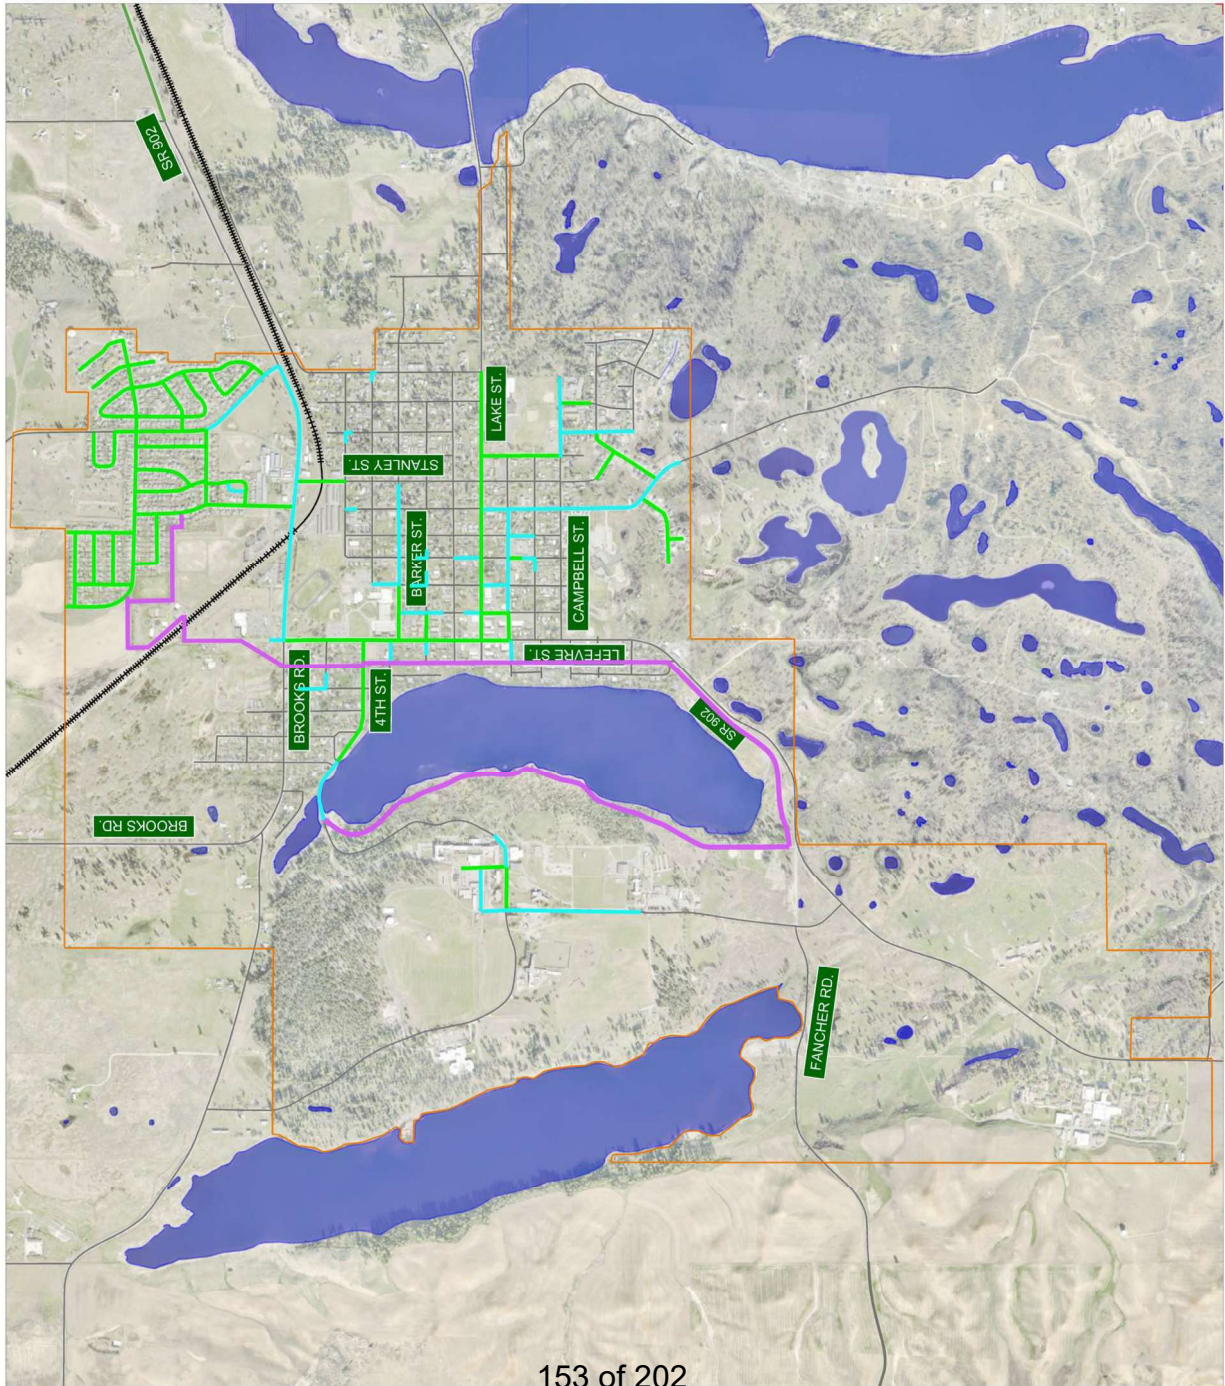 SR 902
LAKE ST.
STANLEY ST.
BARKER ST.
CAMPBELL ST.
LEFEVRE ST.
BROOKS RD.
4TH ST.
SR 902
BROOKS RD.
FANCHER RD.
153 of 202